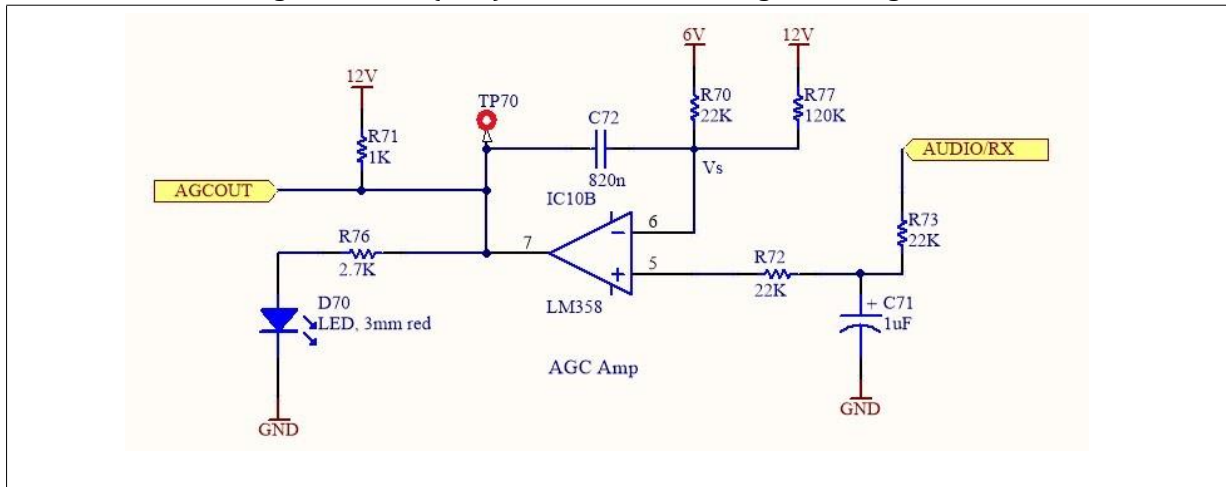 6V
12V
12V
TP70
R71
1K
C72
820n
R70
22K
R77
120K
Vs
AUDIO/RX
AGCOUT
IC10B
R73
22K
R76
2.7K
7
6
5
R72
22K
LM358
C71
1uF
D70
LED, 3mm red
AGC Amp
GND
GND